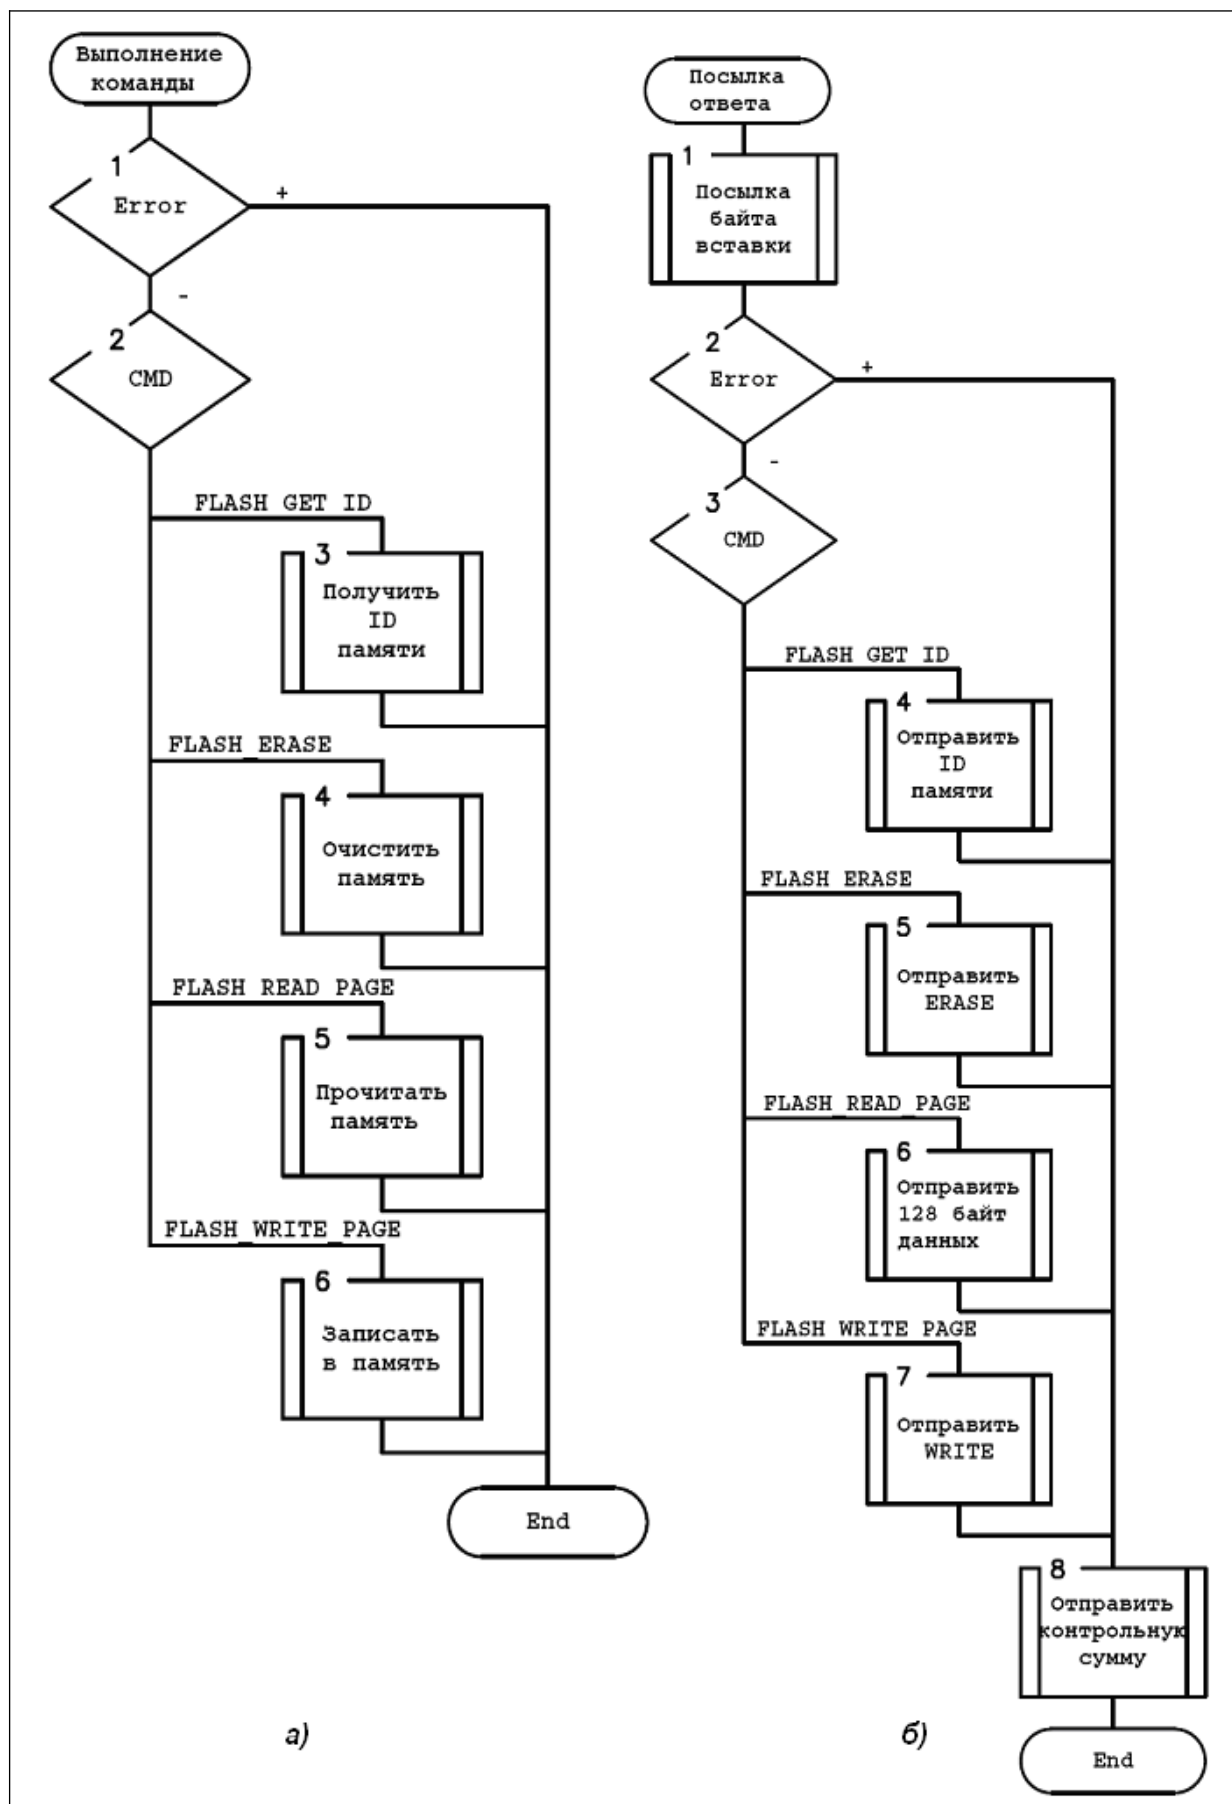 Выполнение
команды
1
Error
+
-
2
CMD
FLASH GET ID
3
Получить
ID
памяти
FLASH_ERASE
4
Очистить
память
FLASH READ PAGE
5
Прочитать
память
FLASH_WRITE_PAGE
6
Записать
в память
End
а)
Посылка
ответа
1
Посылка
байта
вставки
2
Error
+
-
3
CMD
FLASH GET ID
4
Отправить
ID
памяти
FLASH ERASE
5
Отправить
ERASE
FLASH_READ_PAGE
6
Отправить
128 байт
данных
FLASH WRITE PAGE
7
Отправить
WRITE
8
Отправить
контрольную
сумму
End
б)